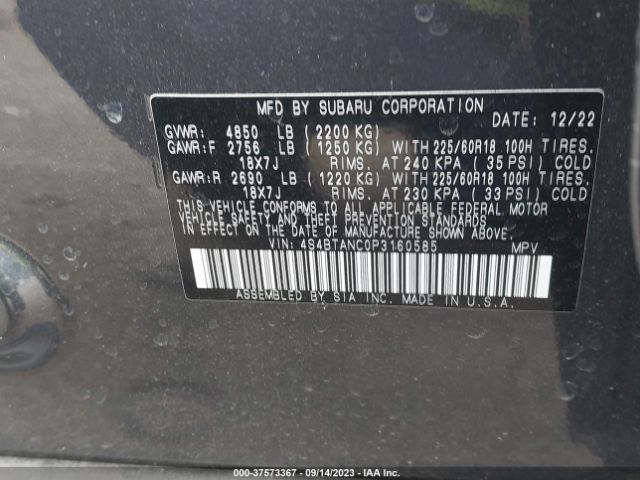 MFD BY SUBARU CORPORATION
DATE: 12/22
GVWR: 4850 LB (2200 KG)
GAWR:F 2756 LB (1250 KG) WITH 225/60R18 100H TIRES.
18X7J RIMS. AT 240 KPA (35 PSI) COLD
GAWR:R 2690 LB (1220 KG) WITH 225/60R18 100H TIRES.
18X7J RIMS. AT 230 KPA (33 PSI) COLD
THIS VEHICLE CONFORMS TO ALL APPLICABLE FEDERAL MOTOR
VEHICLE SAFETY AND THEFT PREVENTION STANDARDS
IN EFFECT ON THE DATE OF MANUFACTURE SHOWN ABOVE.
VIN: 4S4BTANC0P3160585 MPV
ASSEMBLED BY SIA INC. MADE IN U.S.A.
000-37573367 - 09/14/2023 - IAA Inc.